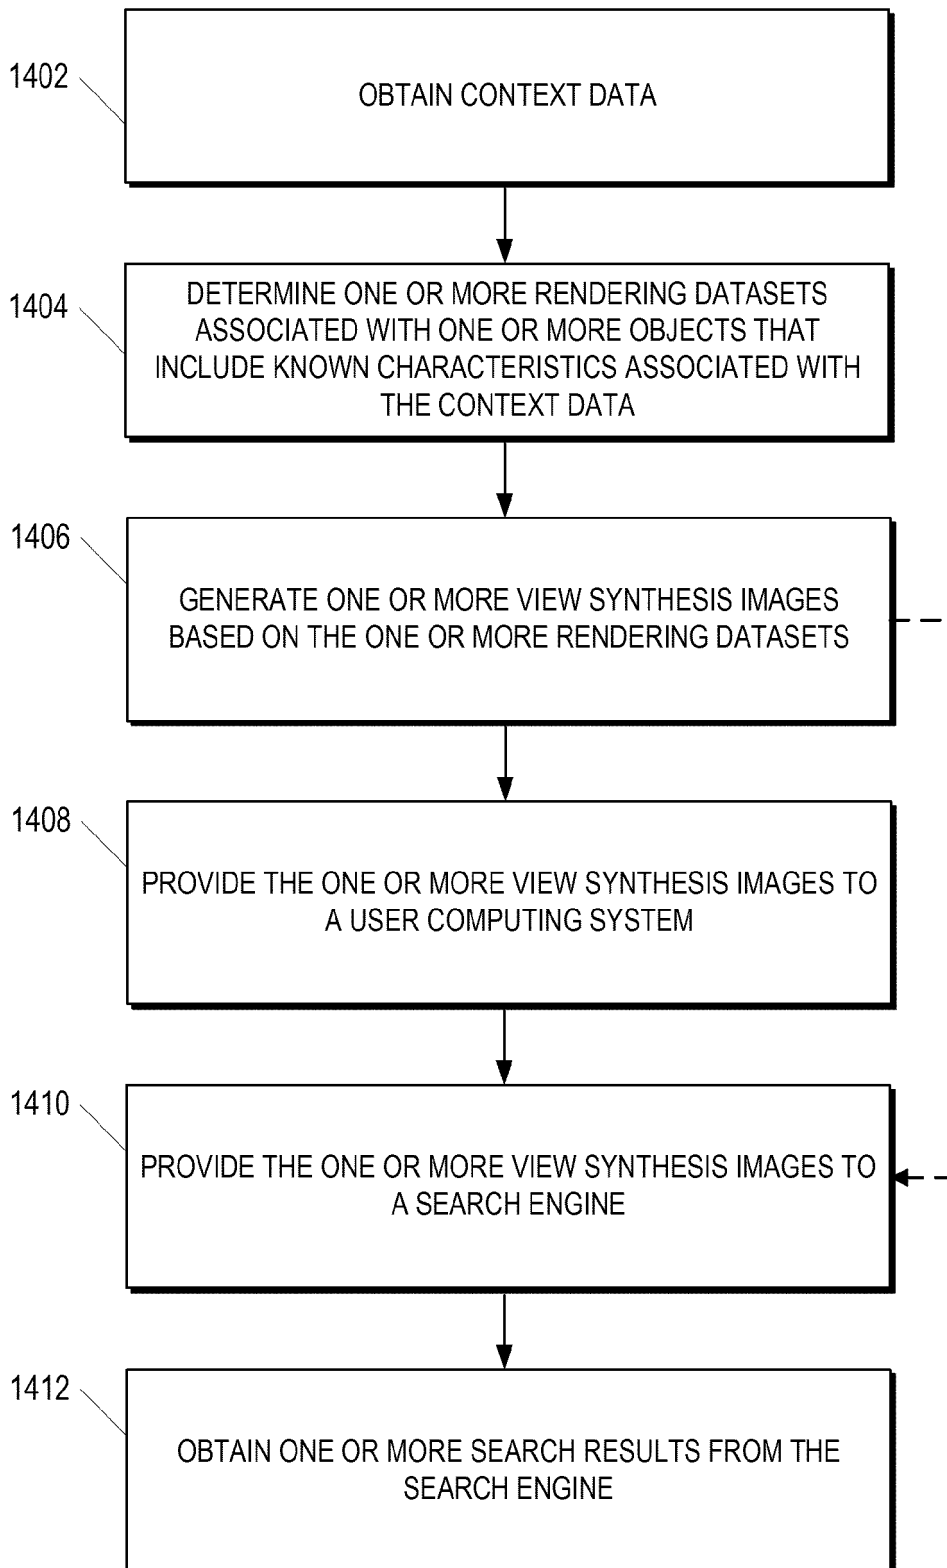 1402
OBTAIN CONTEXT DATA
1404
DETERMINE ONE OR MORE RENDERING DATASETS
ASSOCIATED WITH ONE OR MORE OBJECTS THAT
INCLUDE KNOWN CHARACTERISTICS ASSOCIATED WITH
THE CONTEXT DATA
1406
GENERATE ONE OR MORE VIEW SYNTHESIS IMAGES
BASED ON THE ONE OR MORE RENDERING DATASETS
1408
PROVIDE THE ONE OR MORE VIEW SYNTHESIS IMAGES TO
A USER COMPUTING SYSTEM
1410
PROVIDE THE ONE OR MORE VIEW SYNTHESIS IMAGES TO
A SEARCH ENGINE
1412
OBTAIN ONE OR MORE SEARCH RESULTS FROM THE
SEARCH ENGINE